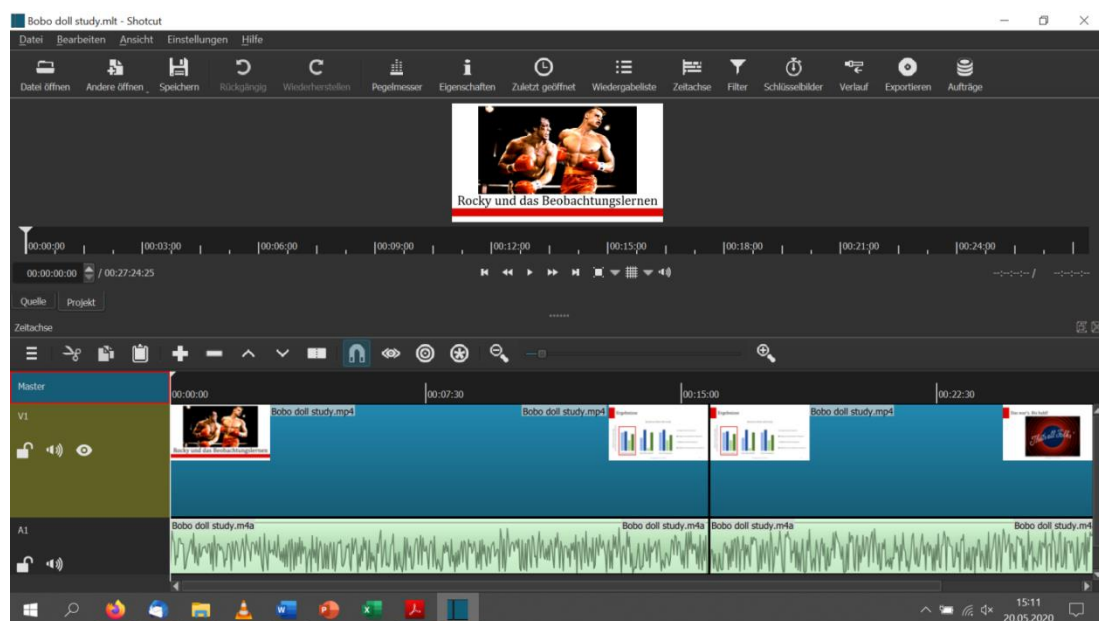 Bobo doll study.mlt - Shotcut
Datei Bearbeiten Ansicht Einstellungen Hilfe
Datei öffnen Andere öffnen Speichern Rückgängig Wiederherstellen Pegelmesser Eigenschaften Zuletzt geöffnet Wiedergabeliste Zeitachse Filter Schlüsselbilder Verlauf Exportieren Aufträge
Rocky und das Beobachtungslernen
00:00:00 00:03:00 00:06:00 00:09:00 00:12:00 00:15:00 00:18:00 00:21:00 00:24:00
00:00:00:00 / 00:27:24:25 --:--:--:-- / --:--:--:--
Quelle Projekt
Zeitachse
Master 00:00:00 00:07:30 00:15:00 00:22:30
V1 Bobo doll study.mp4 Bobo doll study.mp4 Ergebnisse Ergebnisse Bobo doll study.mp4
Rocky und das Beobachtungslernen
A1 Bobo doll study.m4a Bobo doll study.m4a Bobo doll study.m4a Bobo doll study.m4
15:11
20.05.2020